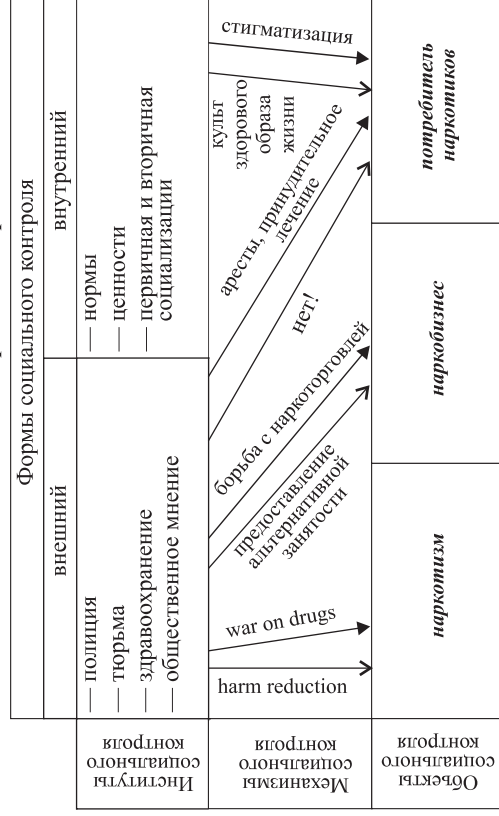 Формы социального контроля
внешний
внутренний
Институты
социального
контроля
— полиция
— тюрьма
— здравоохранение
— общественное мнение
— нормы
— ценности
— первичная и вторичная
социализации
Механизмы
социального
контроля
harm reduction
war on drugs
предоставление
альтернативной
занятости
борьба с наркоторговлей
нет!
аресты, принудительное
лечение
культ
здорового
образа
жизни
стигматизация
Объекты
социального
контроля
наркотизм
наркобизнес
потребитель
наркотиков